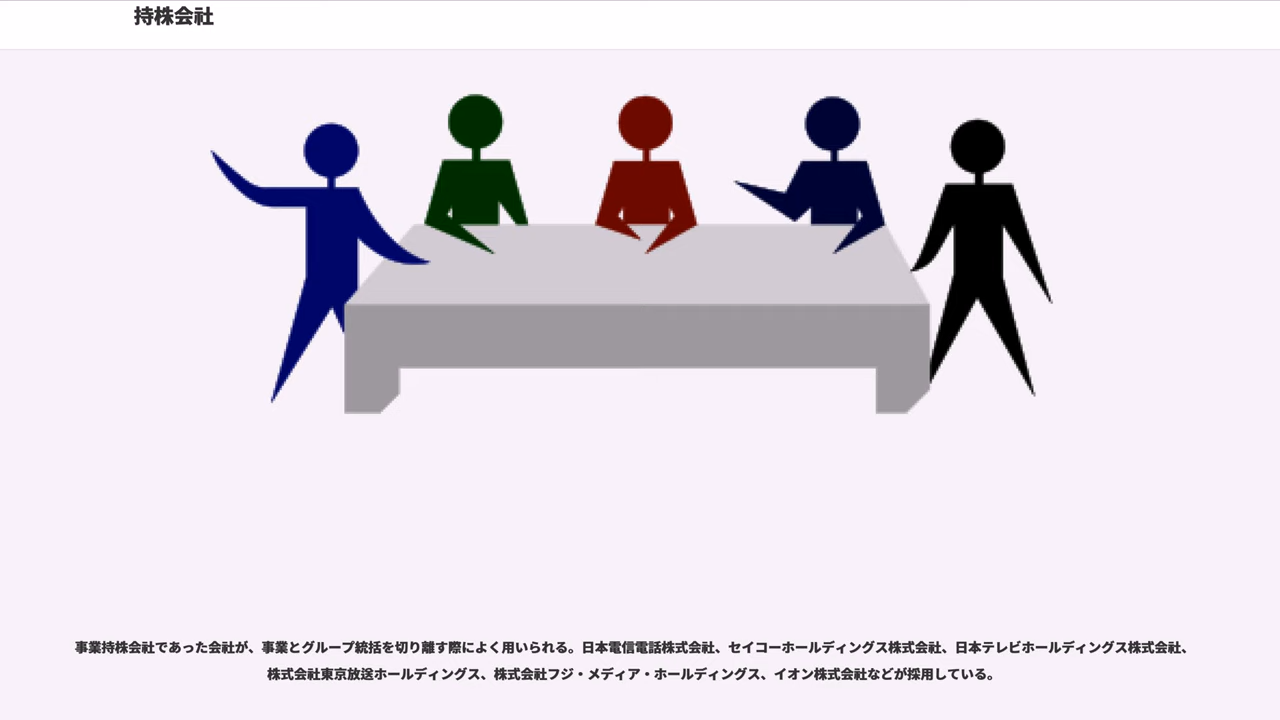 持株会社
事業持株会社であった会社が、事業とグループ統括を切り離す際によく用いられる。日本電信電話株式会社、セイコーホールディングス株式会社、日本テレビホールディングス株式会社、
株式会社東京放送ホールディングス、株式会社フジ・メディア・ホールディングス、イオン株式会社などが採用している。